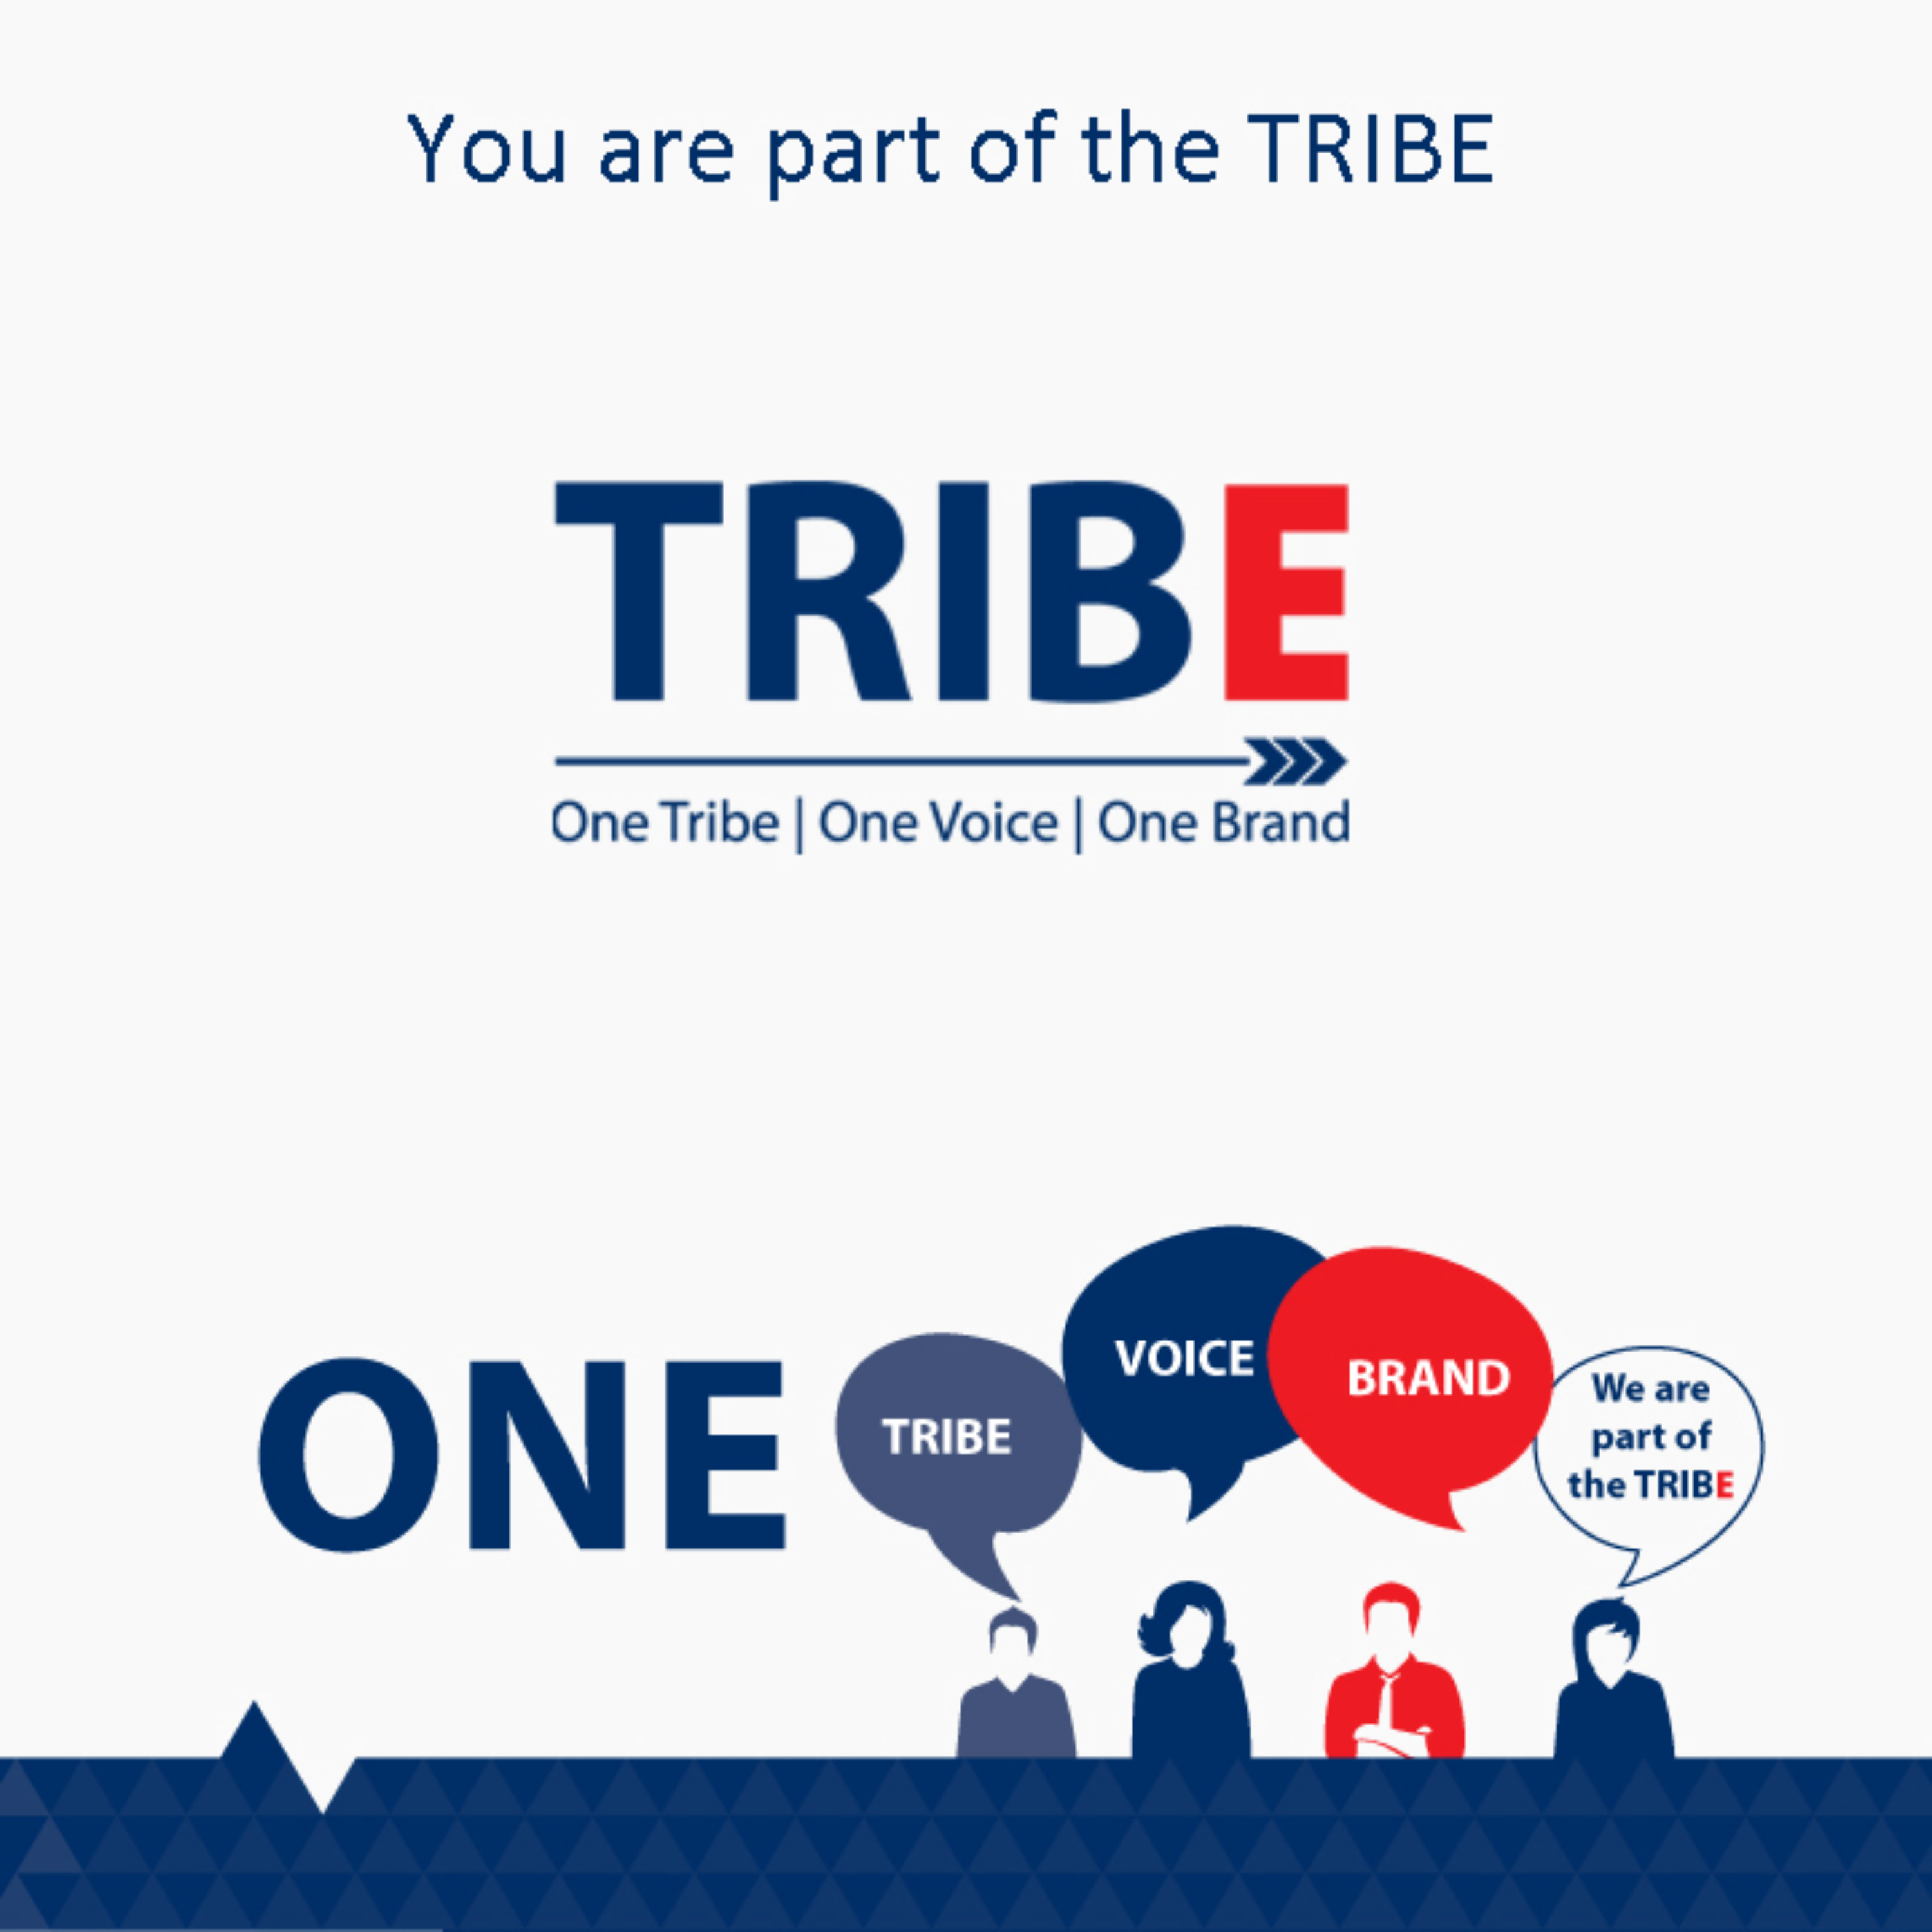 You are part of the TRIBE
TRIBE
One Tribe | One Voice | One Brand
ONE
TRIBE
VOICE
BRAND
We are
part of
the TRIBE